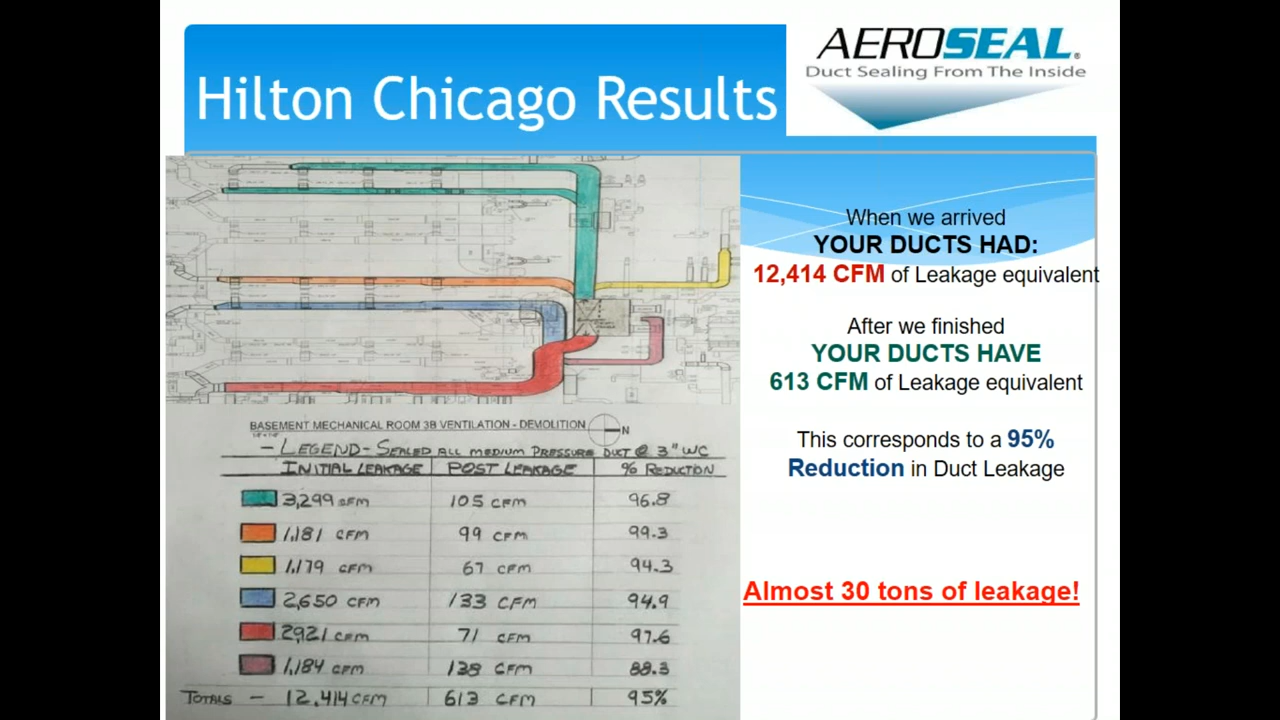 AEROSEAL®
Duct Sealing From The Inside
Hilton Chicago Results
When we arrived
YOUR DUCTS HAD:
12,414 CFM of Leakage equivalent
After we finished
YOUR DUCTS HAVE
613 CFM of Leakage equivalent
This corresponds to a 95%
Reduction in Duct Leakage
Almost 30 tons of leakage!
BASEMENT MECHANICAL ROOM 3B VENTILATION - DEMOLITION
N
- LEGEND - SEALED ALL MEDIUM PRESSURE DUCT @ 3" WC
INITIAL LEAKAGE POST LEAKAGE % REDUCTION
3,299 CFM 105 CFM 96.8
1,181 CFM 99 CFM 99.3
1,179 CFM 67 CFM 94.3
2,650 CFM 133 CFM 94.9
2,921 CFM 71 CFM 97.6
1,184 CFM 138 CFM 88.3
TOTALS - 12,414 CFM 613 CFM 95%